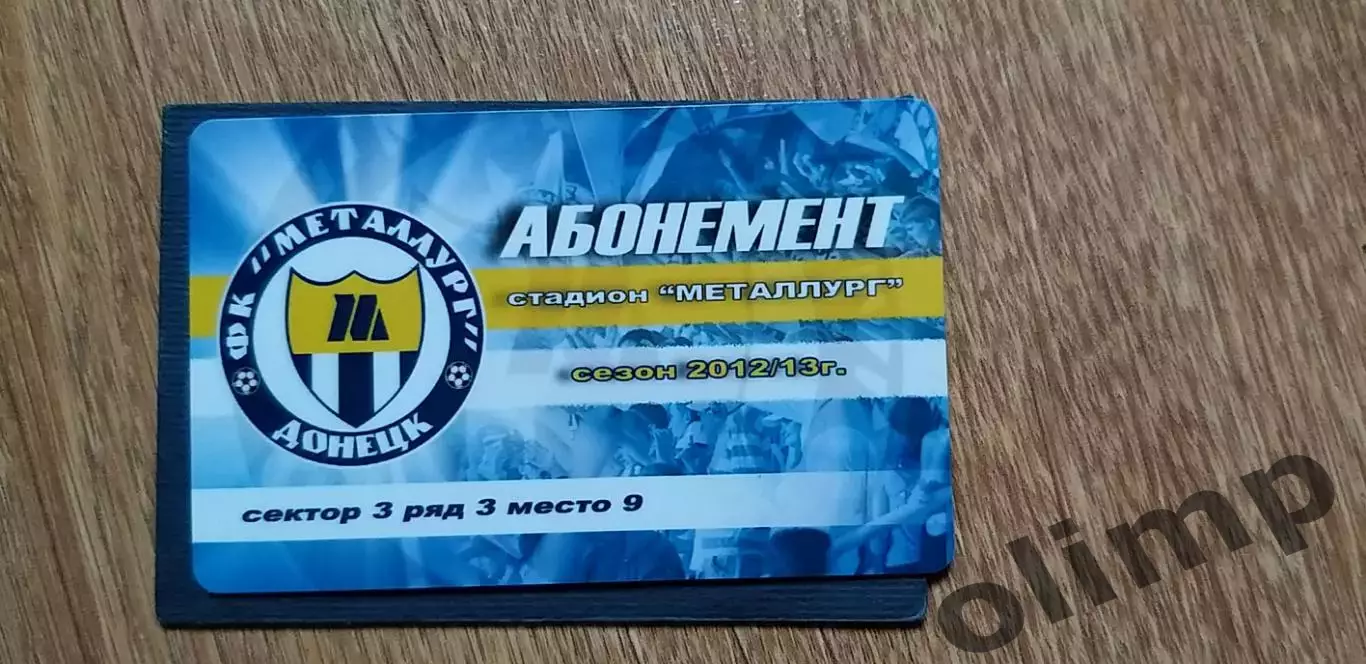 ФК "МЕТАЛЛУРГ"
М
ДОНЕЦК
АБОНЕМЕНТ
стадион “МЕТАЛЛУРГ”
сезон 2012/13г.
сектор 3 ряд 3 место 9
olimp